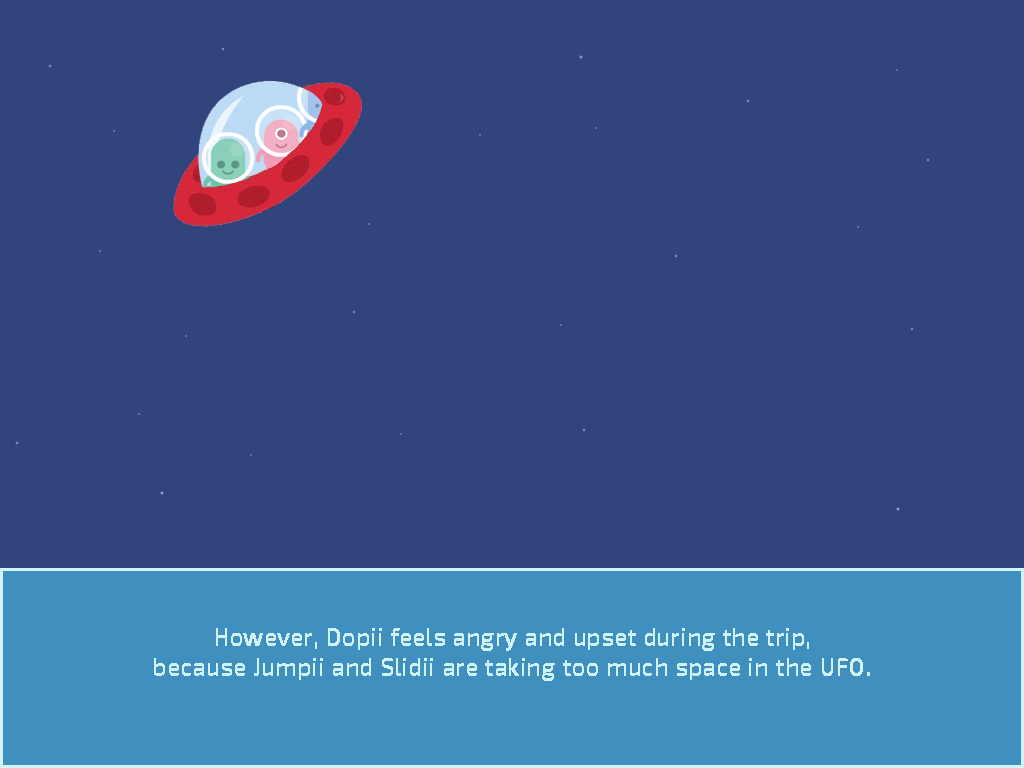 However, Dopii feels angry and upset during the trip,
because Jumpii and Slidii are taking too much space in the UFO.